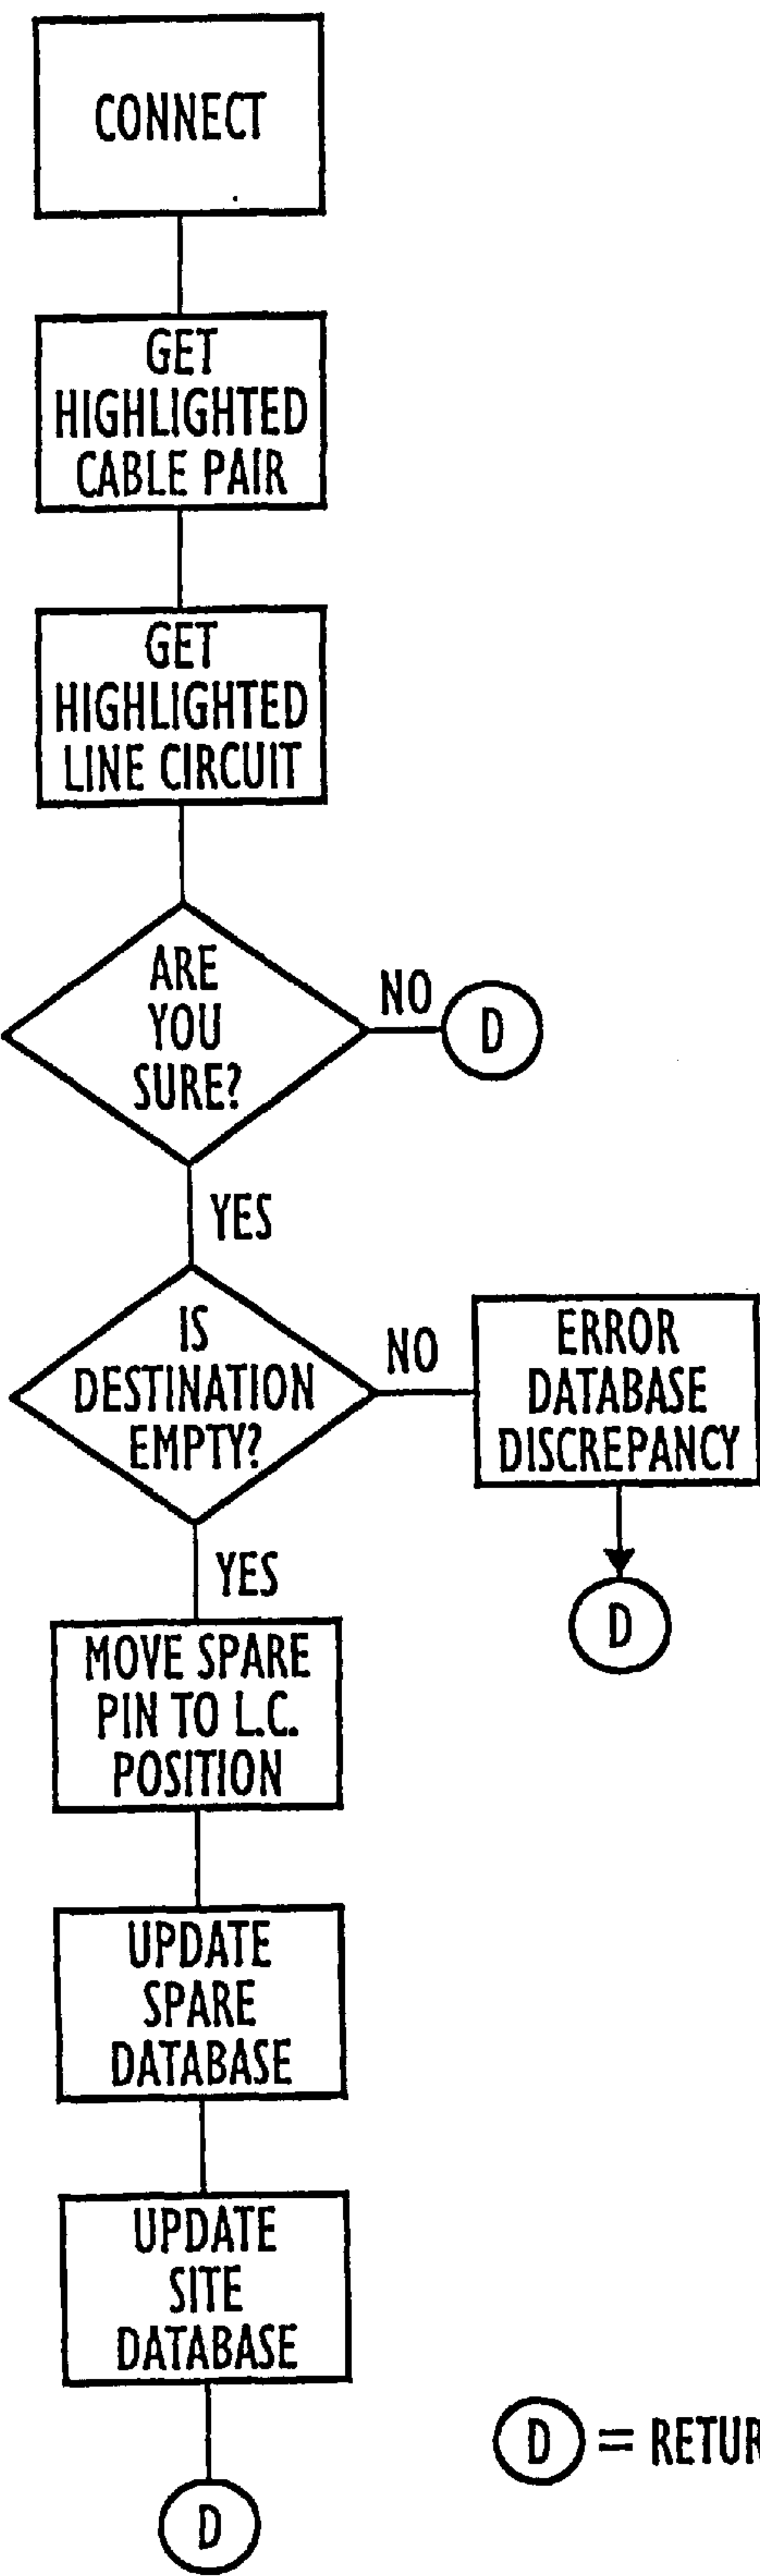 CONNECT
GET
HIGHLIGHTED
CABLE PAIR
GET
HIGHLIGHTED
LINE CIRCUIT
ARE
YOU
SURE?
NO
D
YES
IS
DESTINATION
EMPTY?
NO
ERROR
DATABASE
DISCREPANCY
D
YES
MOVE SPARE
PIN TO L.C.
POSITION
UPDATE
SPARE
DATABASE
UPDATE
SITE
DATABASE
D
D =